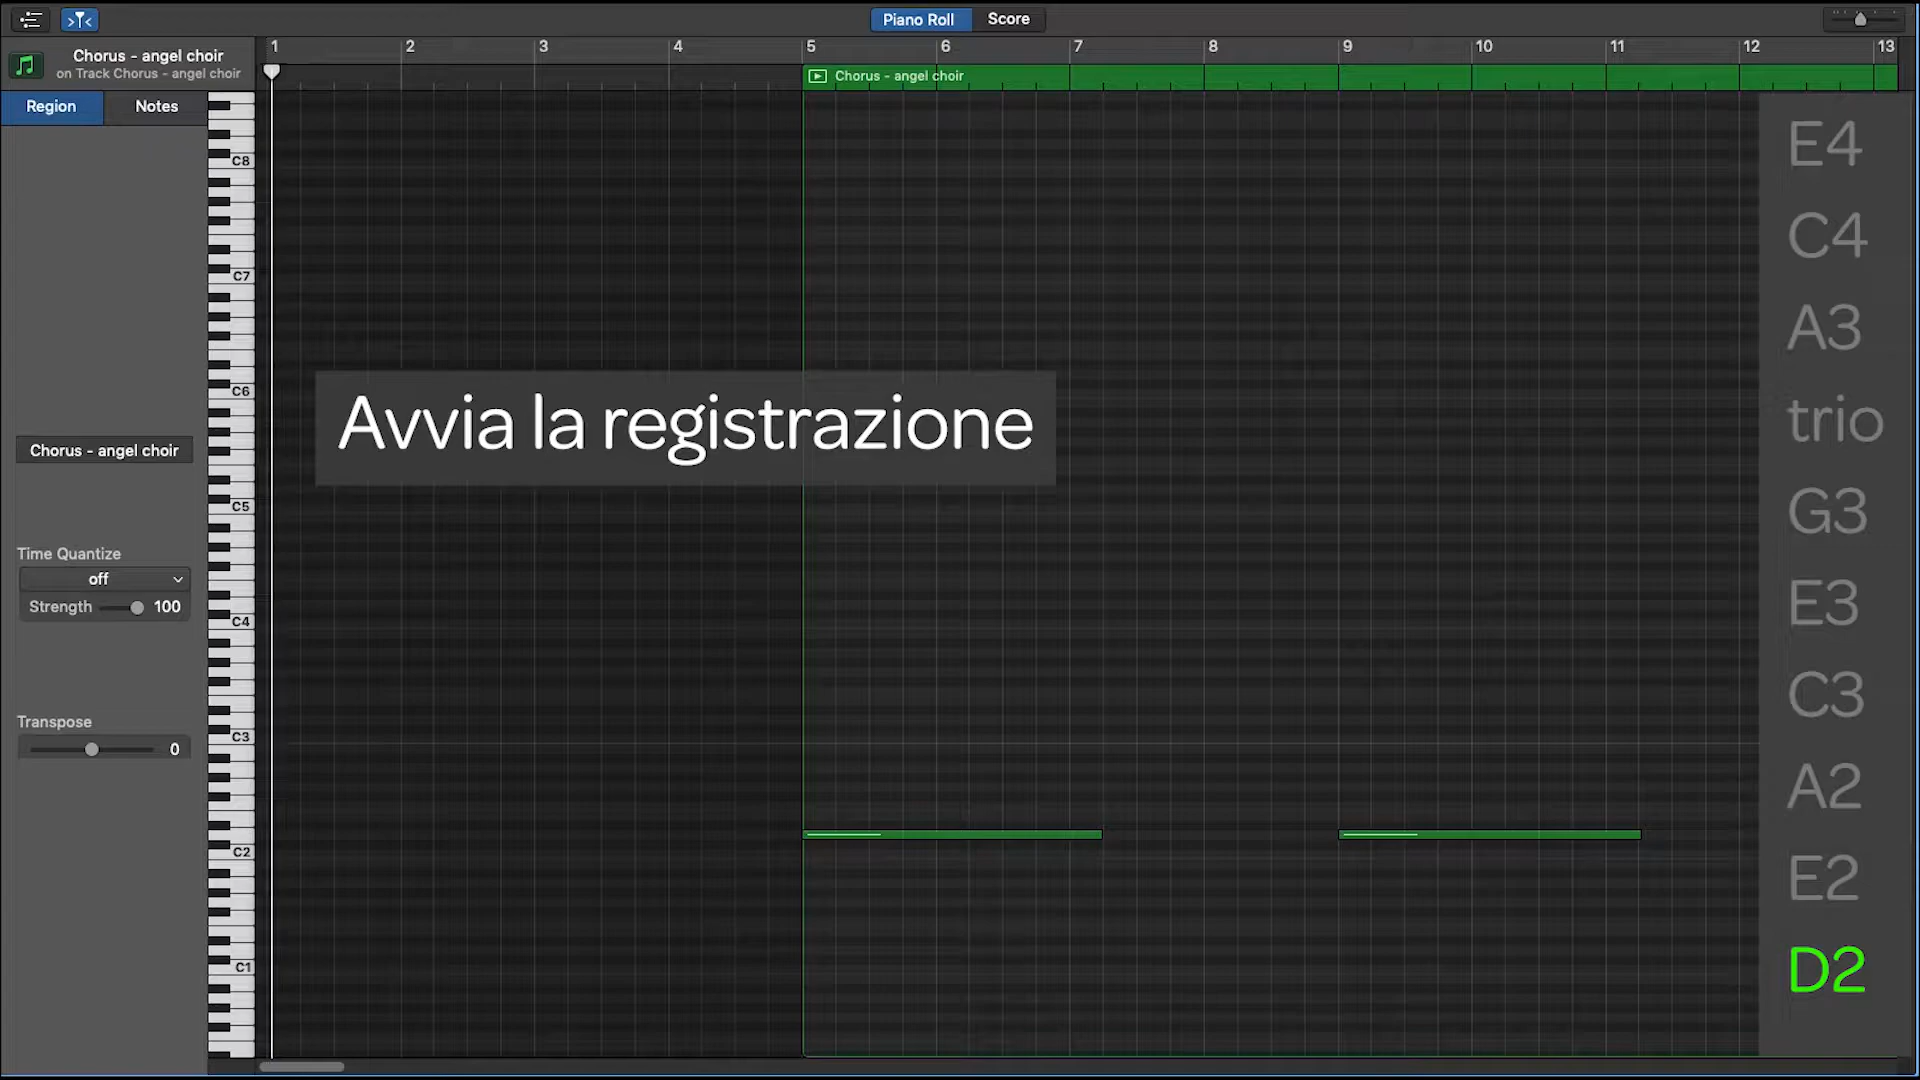 Piano Roll
Score
Chorus - angel choir
on Track Chorus - angel choir
1 2 3 4 5 6 7 8 9 10 11 12 13
Chorus - angel choir
Region
Notes
C8
C7
C6
C5
C4
C3
C2
C1
Avvia la registrazione
Chorus - angel choir
Time Quantize
off
Strength 100
Transpose
0
E4
C4
A3
trio
G3
E3
C3
A2
E2
D2